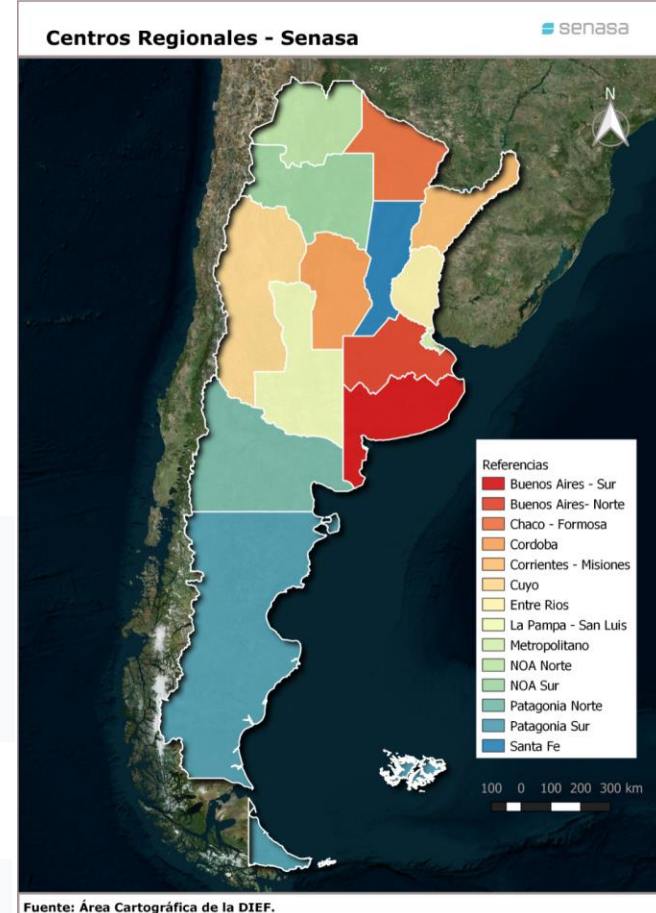 Centros Regionales - Senasa
senasa
N
Referencias
Buenos Aires - Sur
Buenos Aires- Norte
Chaco - Formosa
Cordoba
Corrientes - Misiones
Cuyo
Entre Rios
La Pampa - San Luis
Metropolitano
NOA Norte
NOA Sur
Patagonia Norte
Patagonia Sur
Santa Fe
100 0 100 200 300 km
Fuente: Área Cartográfica de la DIEF.